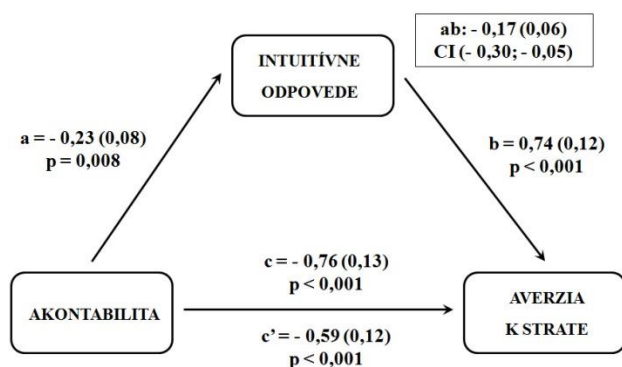 ab: - 0,17 (0,06)
CI (- 0,30; - 0,05)
INTUITÍVNE
ODPOVEDE
a = - 0,23 (0,08)
p = 0,008
b = 0,74 (0,12)
p < 0,001
c = - 0,76 (0,13)
p < 0,001
AKONTABILITA
AVERZIA
K STRATE
c’ = - 0,59 (0,12)
p < 0,001